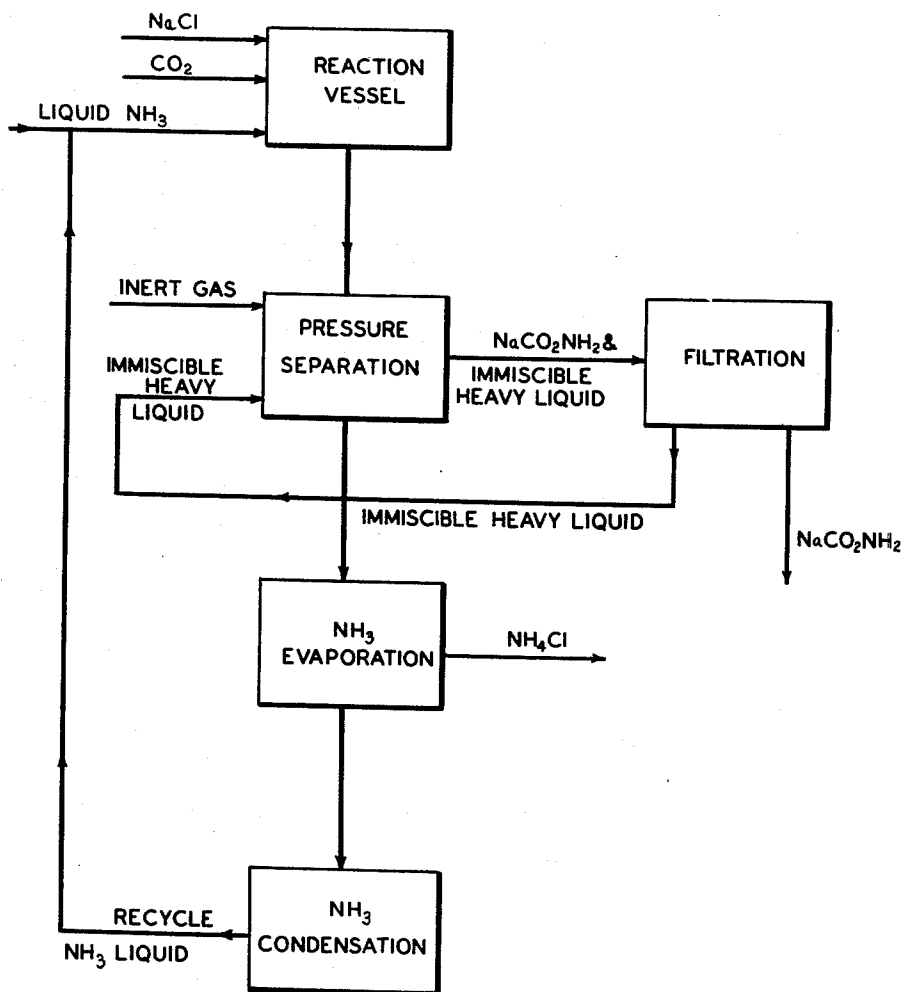 NaCl
CO₂
LIQUID NH₃
REACTION
VESSEL
INERT GAS
IMMISCIBLE
HEAVY
LIQUID
PRESSURE
SEPARATION
NaCO₂NH₂&
IMMISCIBLE
HEAVY LIQUID
FILTRATION
IMMISCIBLE HEAVY LIQUID
NaCO₂NH₂
NH₃
EVAPORATION
NH₄Cl
RECYCLE
NH₃ LIQUID
NH₃
CONDENSATION